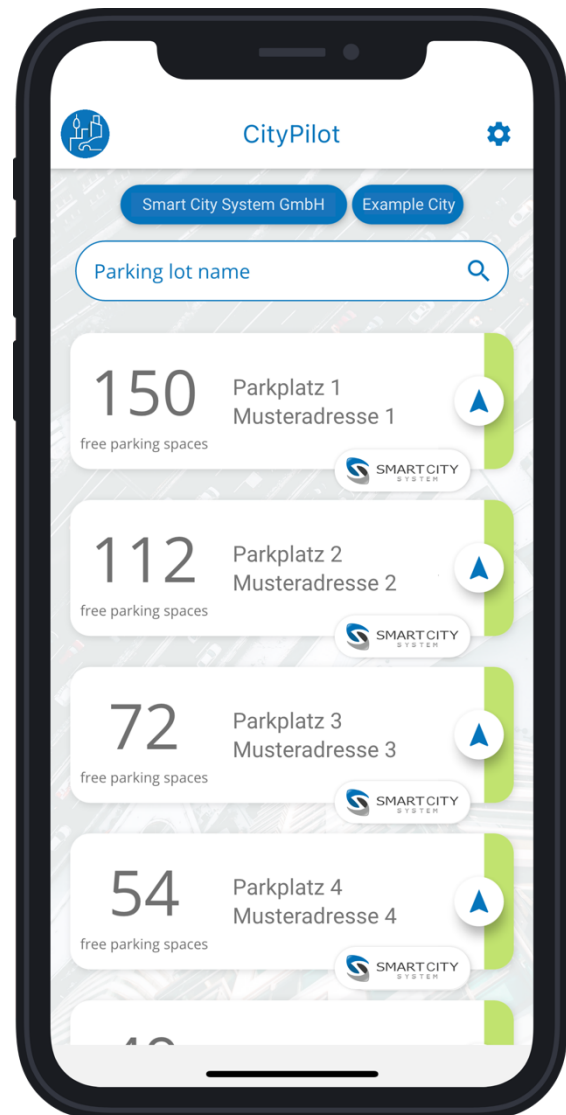 CityPilot
Smart City System GmbH Example City
Parking lot name
150
free parking spaces
Parkplatz 1
Musteradresse 1
SMART CITY
SYSTEM
112
free parking spaces
Parkplatz 2
Musteradresse 2
SMART CITY
SYSTEM
72
free parking spaces
Parkplatz 3
Musteradresse 3
SMART CITY
SYSTEM
54
free parking spaces
Parkplatz 4
Musteradresse 4
SMART CITY
SYSTEM